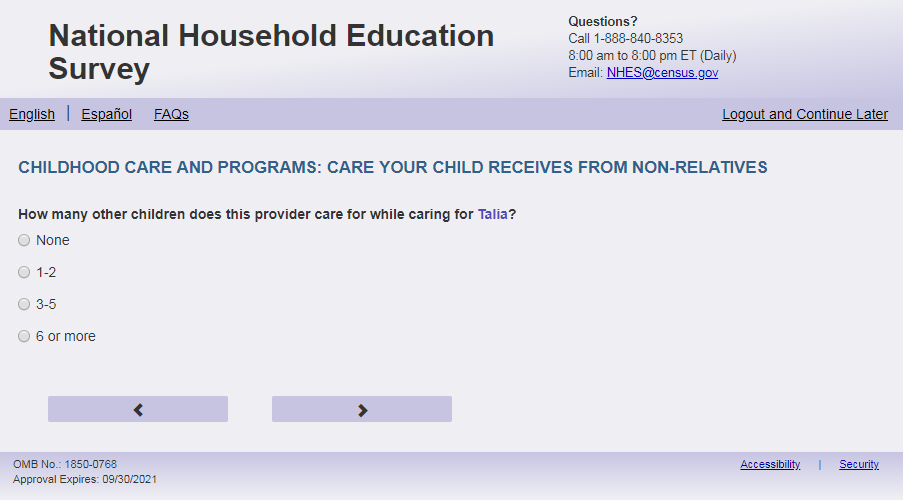 National Household Education
Survey
Questions?
Call 1-888-840-8353
8:00 am to 8:00 pm ET (Daily)
Email: NHES@census.gov
English | Español FAQs Logout and Continue Later
CHILDHOOD CARE AND PROGRAMS: CARE YOUR CHILD RECEIVES FROM NON-RELATIVES
How many other children does this provider care for while caring for Talia?
None
1-2
3-5
6 or more
OMB No.: 1850-0768
Approval Expires: 09/30/2021
Accessibility | Security